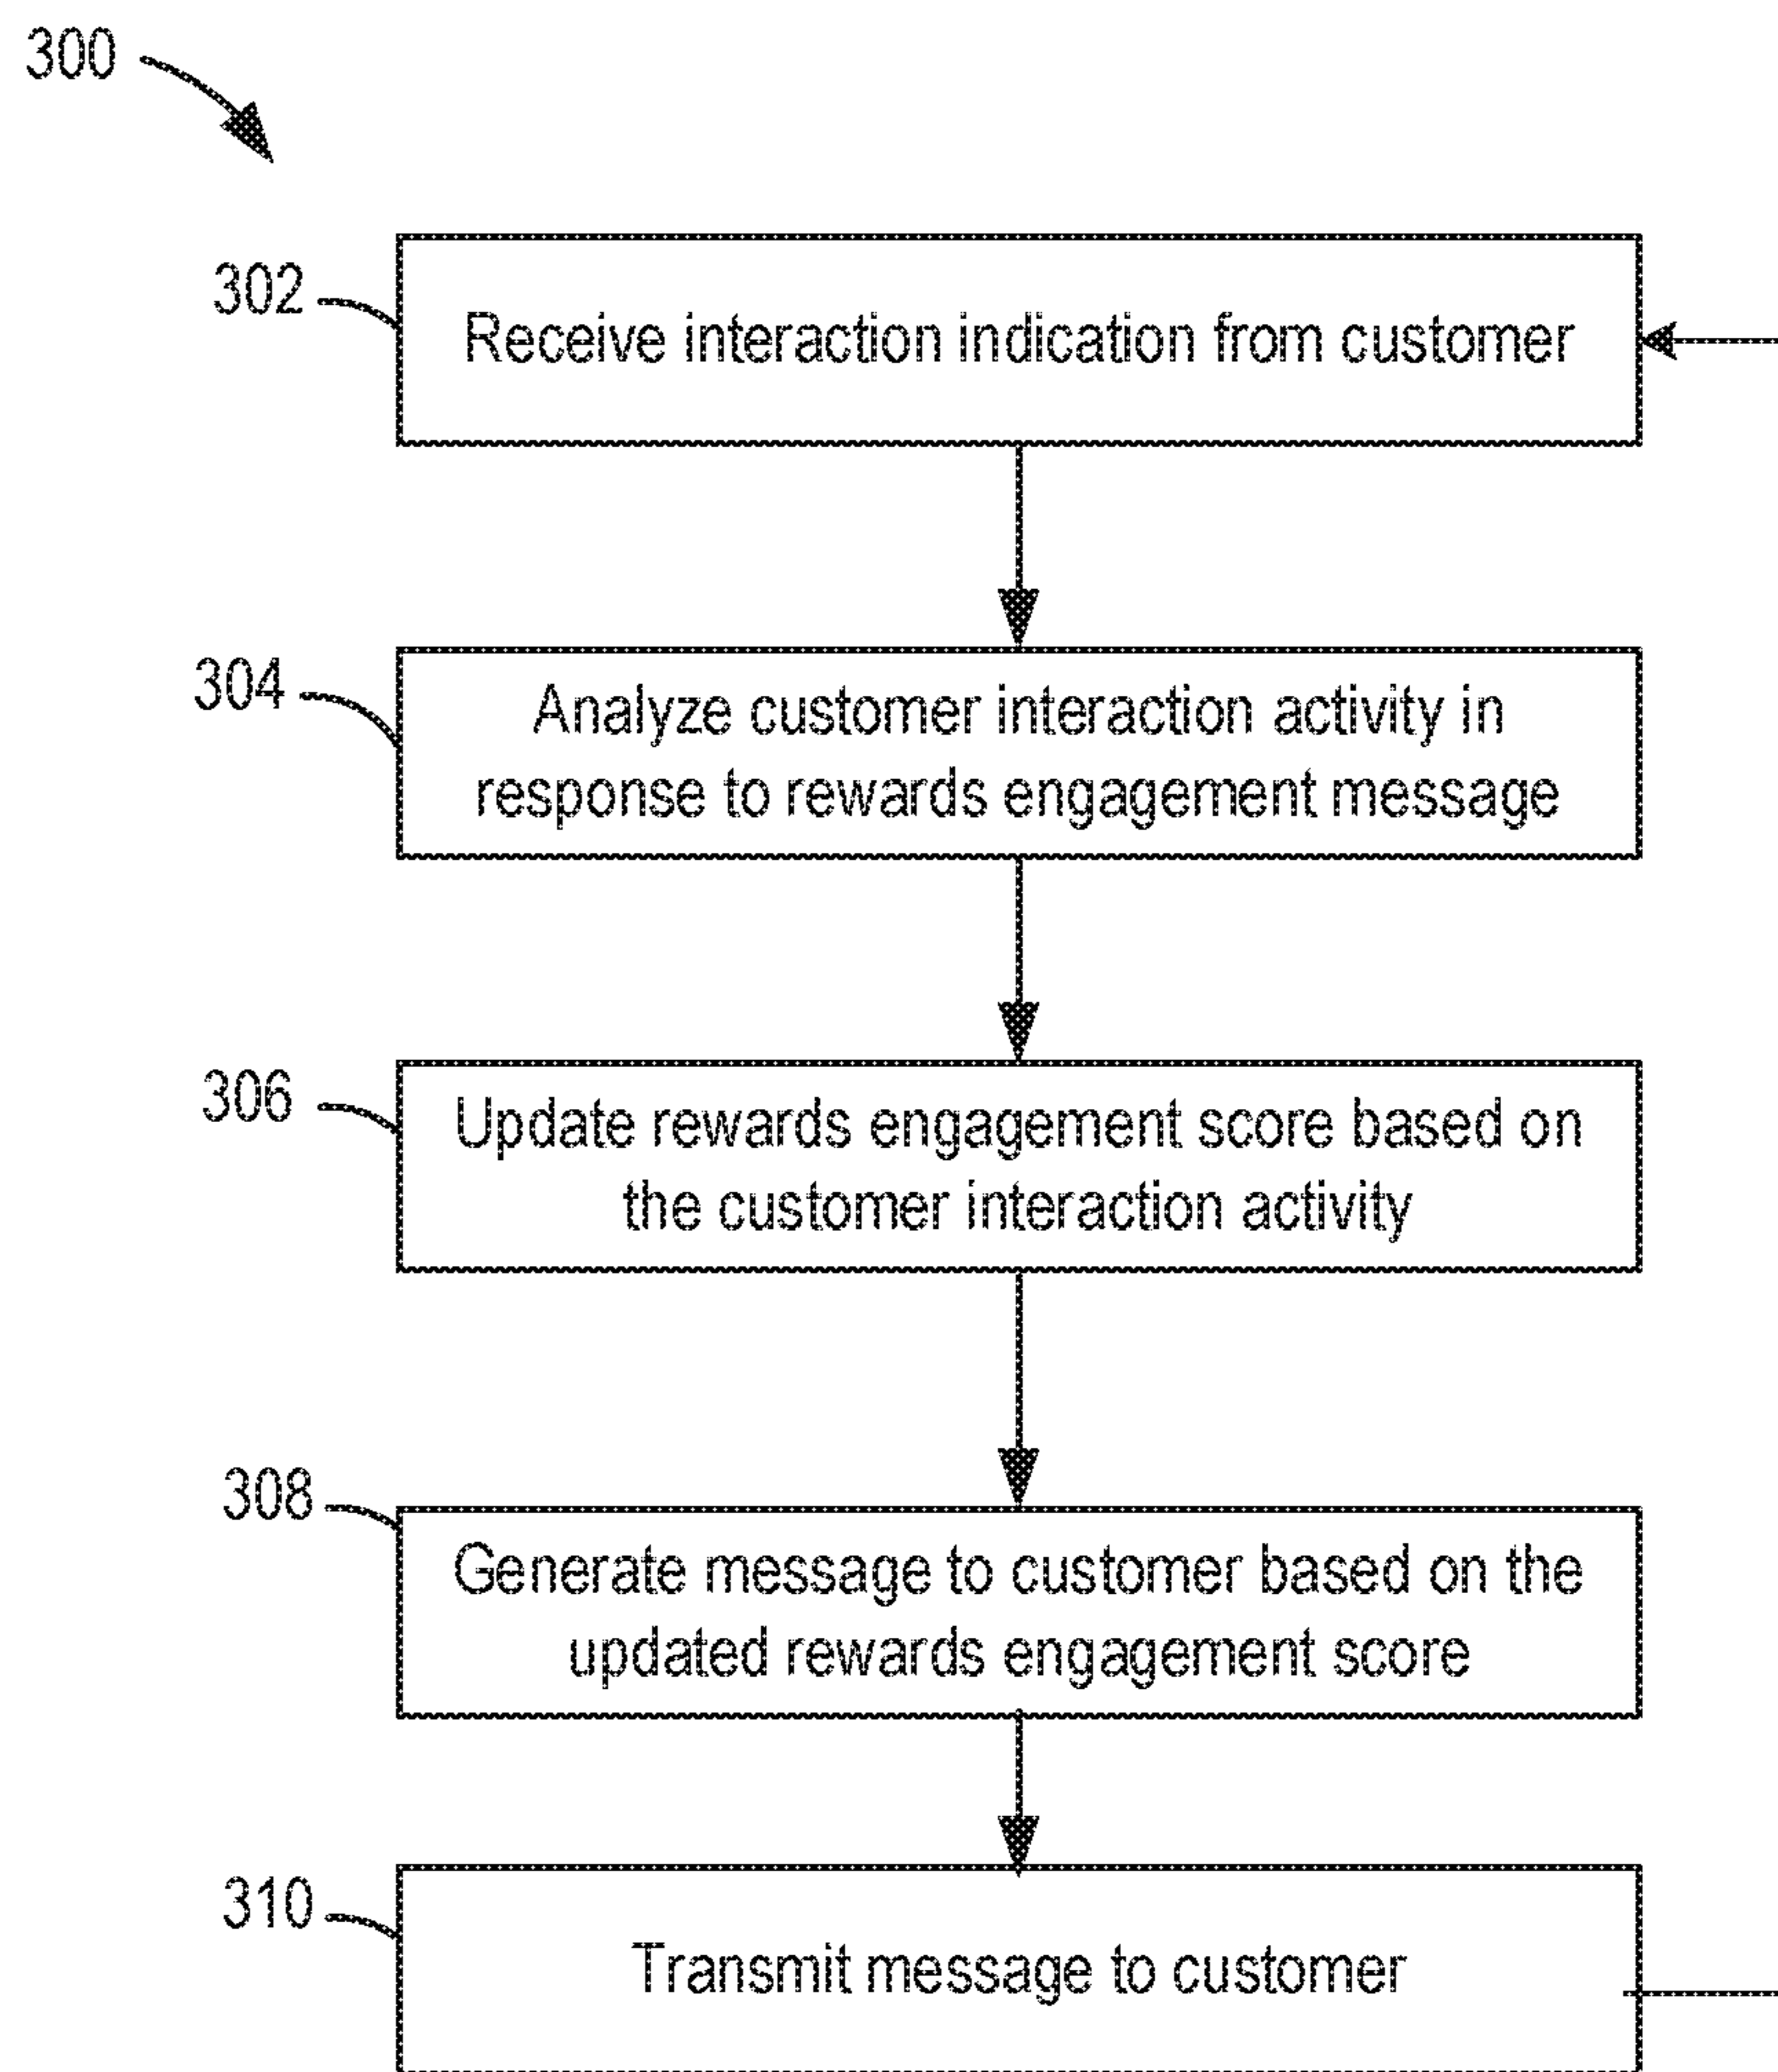 300
302
Receive interaction indication from customer
304
Analyze customer interaction activity in
response to rewards engagement message
306
Update rewards engagement score based on
the customer interaction activity
308
Generate message to customer based on the
updated rewards engagement score
310
Transmit message to customer